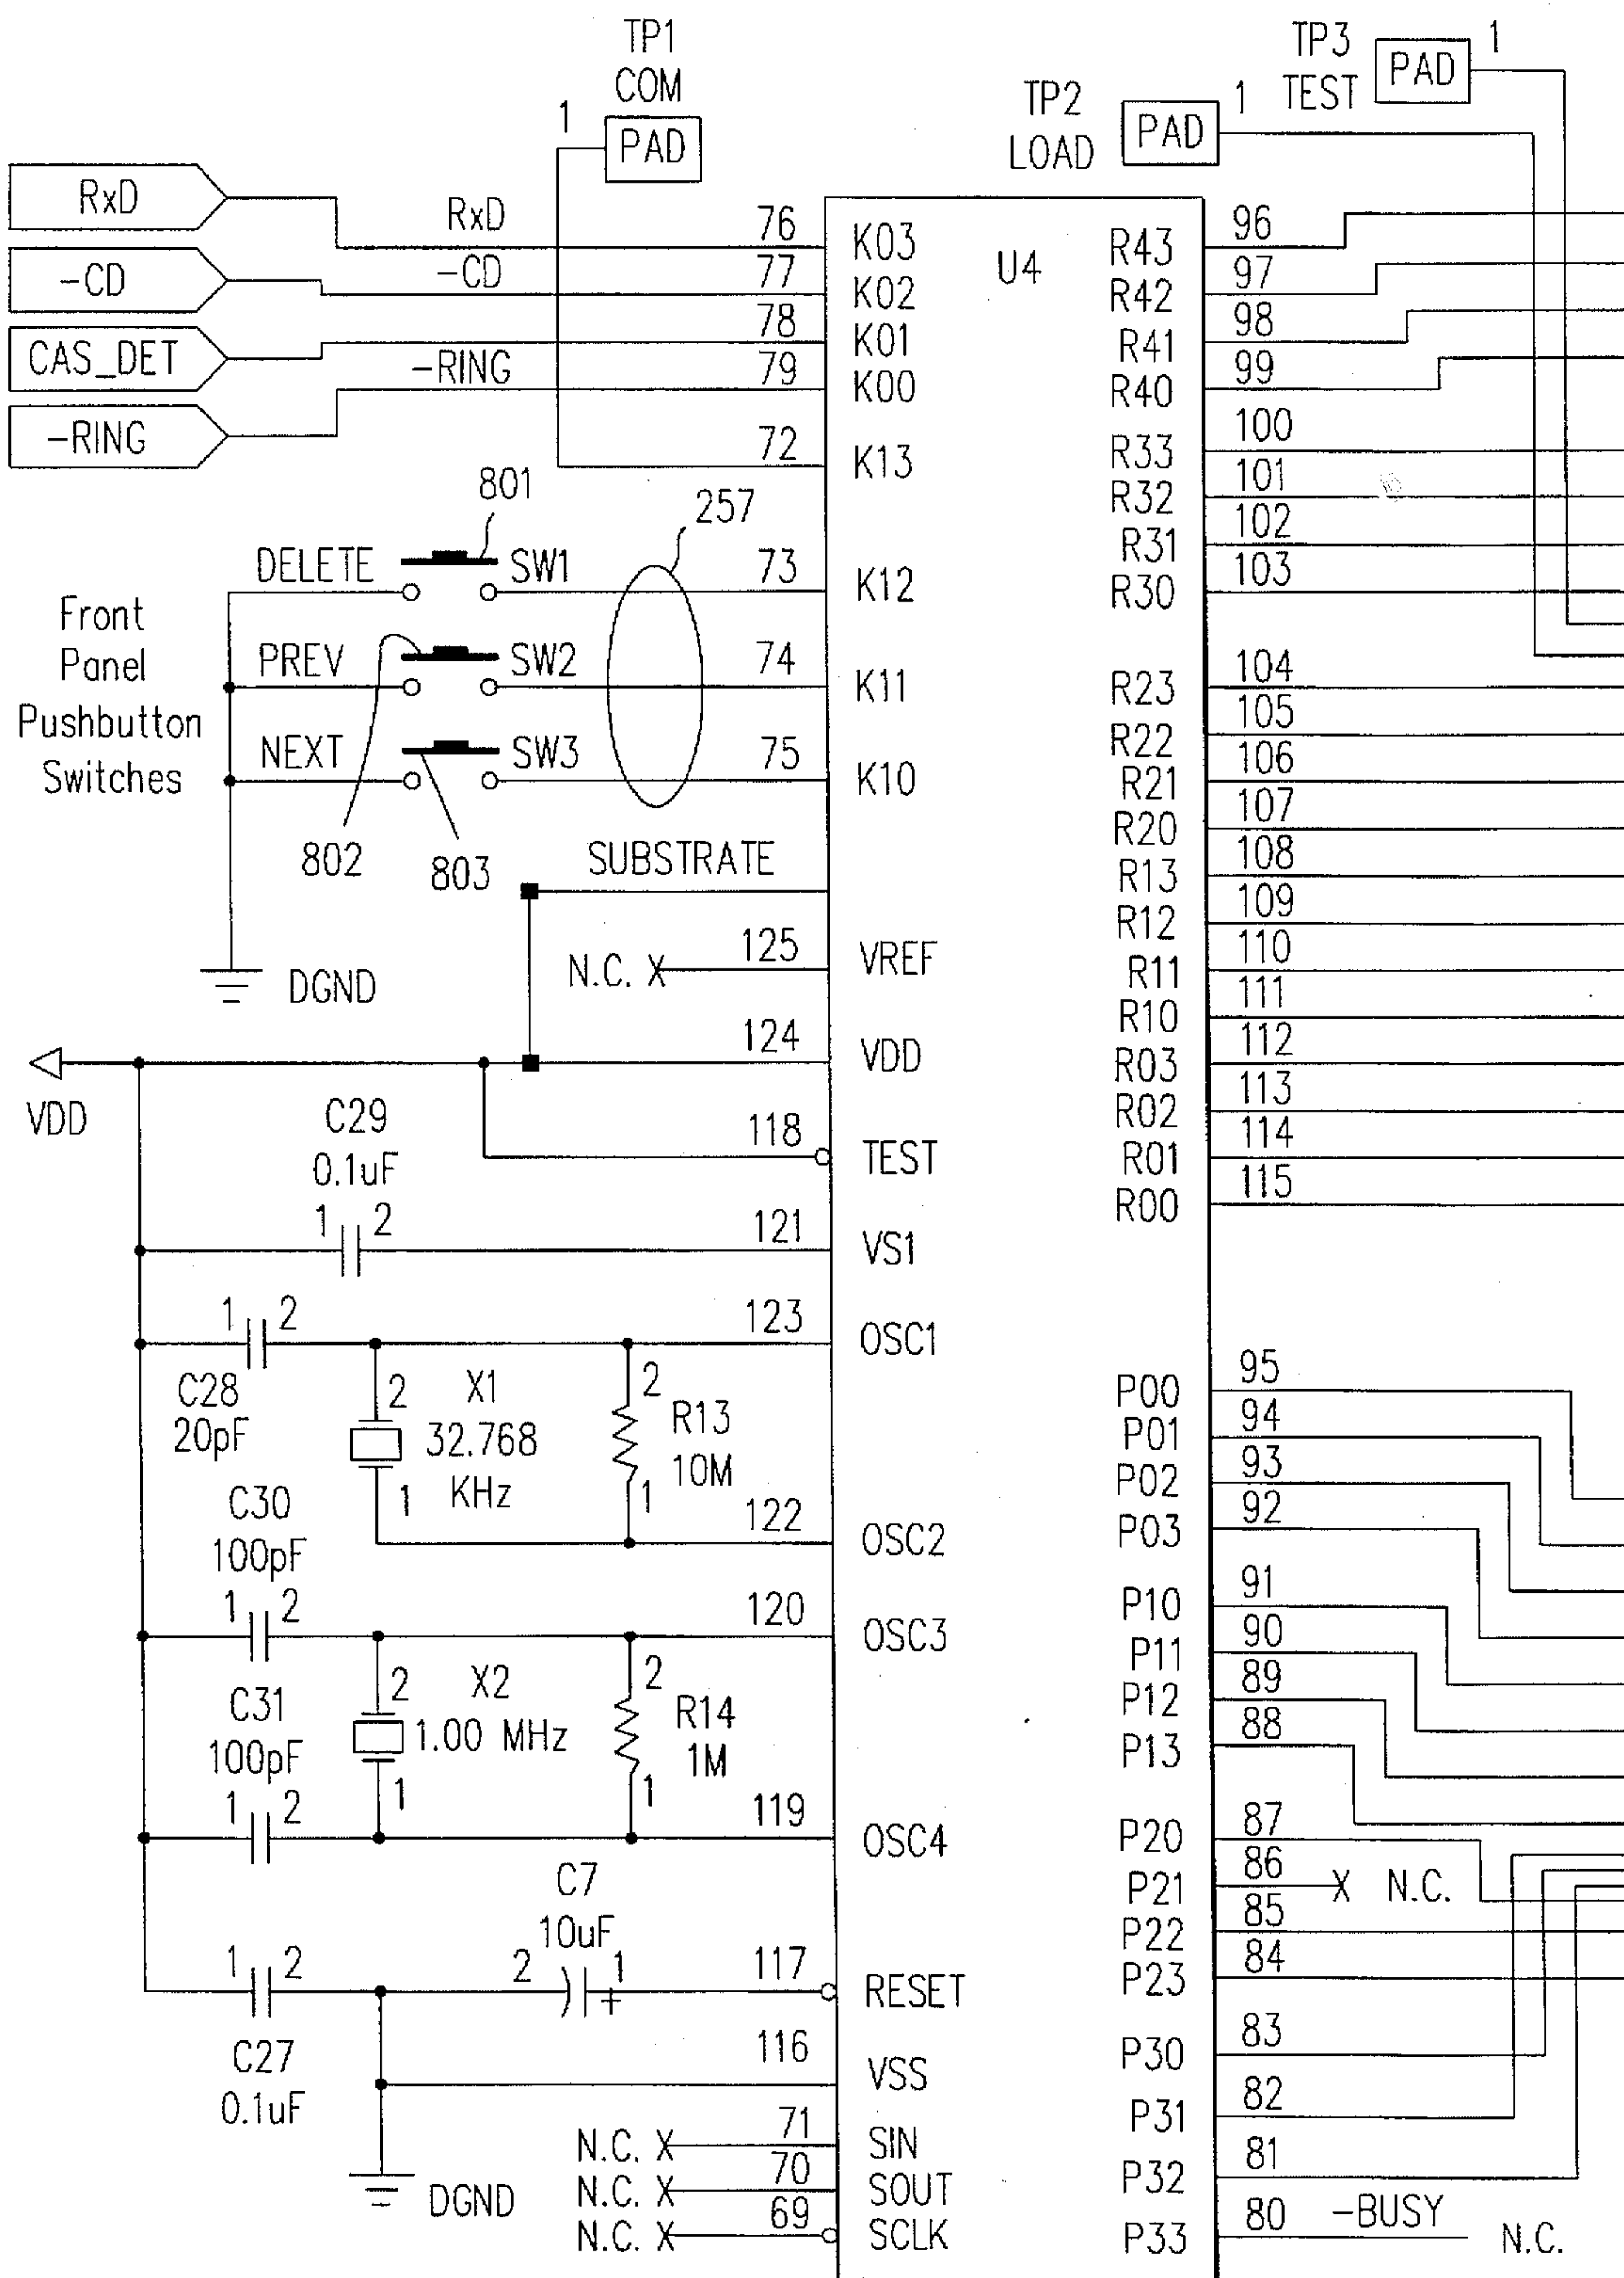 TP1
COM
1
PAD
TP2
LOAD
PAD
1
TP3
TEST
PAD
1
RxD
-CD
CAS_DET
-RING
RxD
-CD
-RING
76
77
78
79
72
K03
K02
K01
K00
K13
U4
801
257
DELETE
SW1
73
K12
Front
Panel
Pushbutton
Switches
PREV
SW2
74
K11
NEXT
SW3
75
K10
802
803
SUBSTRATE
N.C. X
125
VREF
DGND
VDD
124
VDD
C29
0.1uF
118
TEST
1
2
121
VS1
1
2
123
OSC1
C28
20pF
2
X1
32.768
KHz
1
2
R13
10M
1
122
OSC2
C30
100pF
1
2
120
OSC3
2
X2
1.00 MHz
1
2
R14
1M
1
C31
100pF
1
2
119
OSC4
C7
10uF
1
2
2
1
+
117
RESET
C27
0.1uF
116
VSS
DGND
N.C. X
71
SIN
N.C. X
70
SOUT
N.C. X
69
SCLK
R43
96
R42
97
R41
98
R40
99
R33
100
R32
101
R31
102
R30
103
R23
104
R22
105
R21
106
R20
107
R13
108
R12
109
R11
110
R10
111
R03
112
R02
113
R01
114
R00
115
P00
95
P01
94
P02
93
P03
92
P10
91
P11
90
P12
89
P13
88
P20
87
P21
86
X N.C.
P22
85
P23
84
P30
83
P31
82
P32
81
P33
80
-BUSY
N.C.